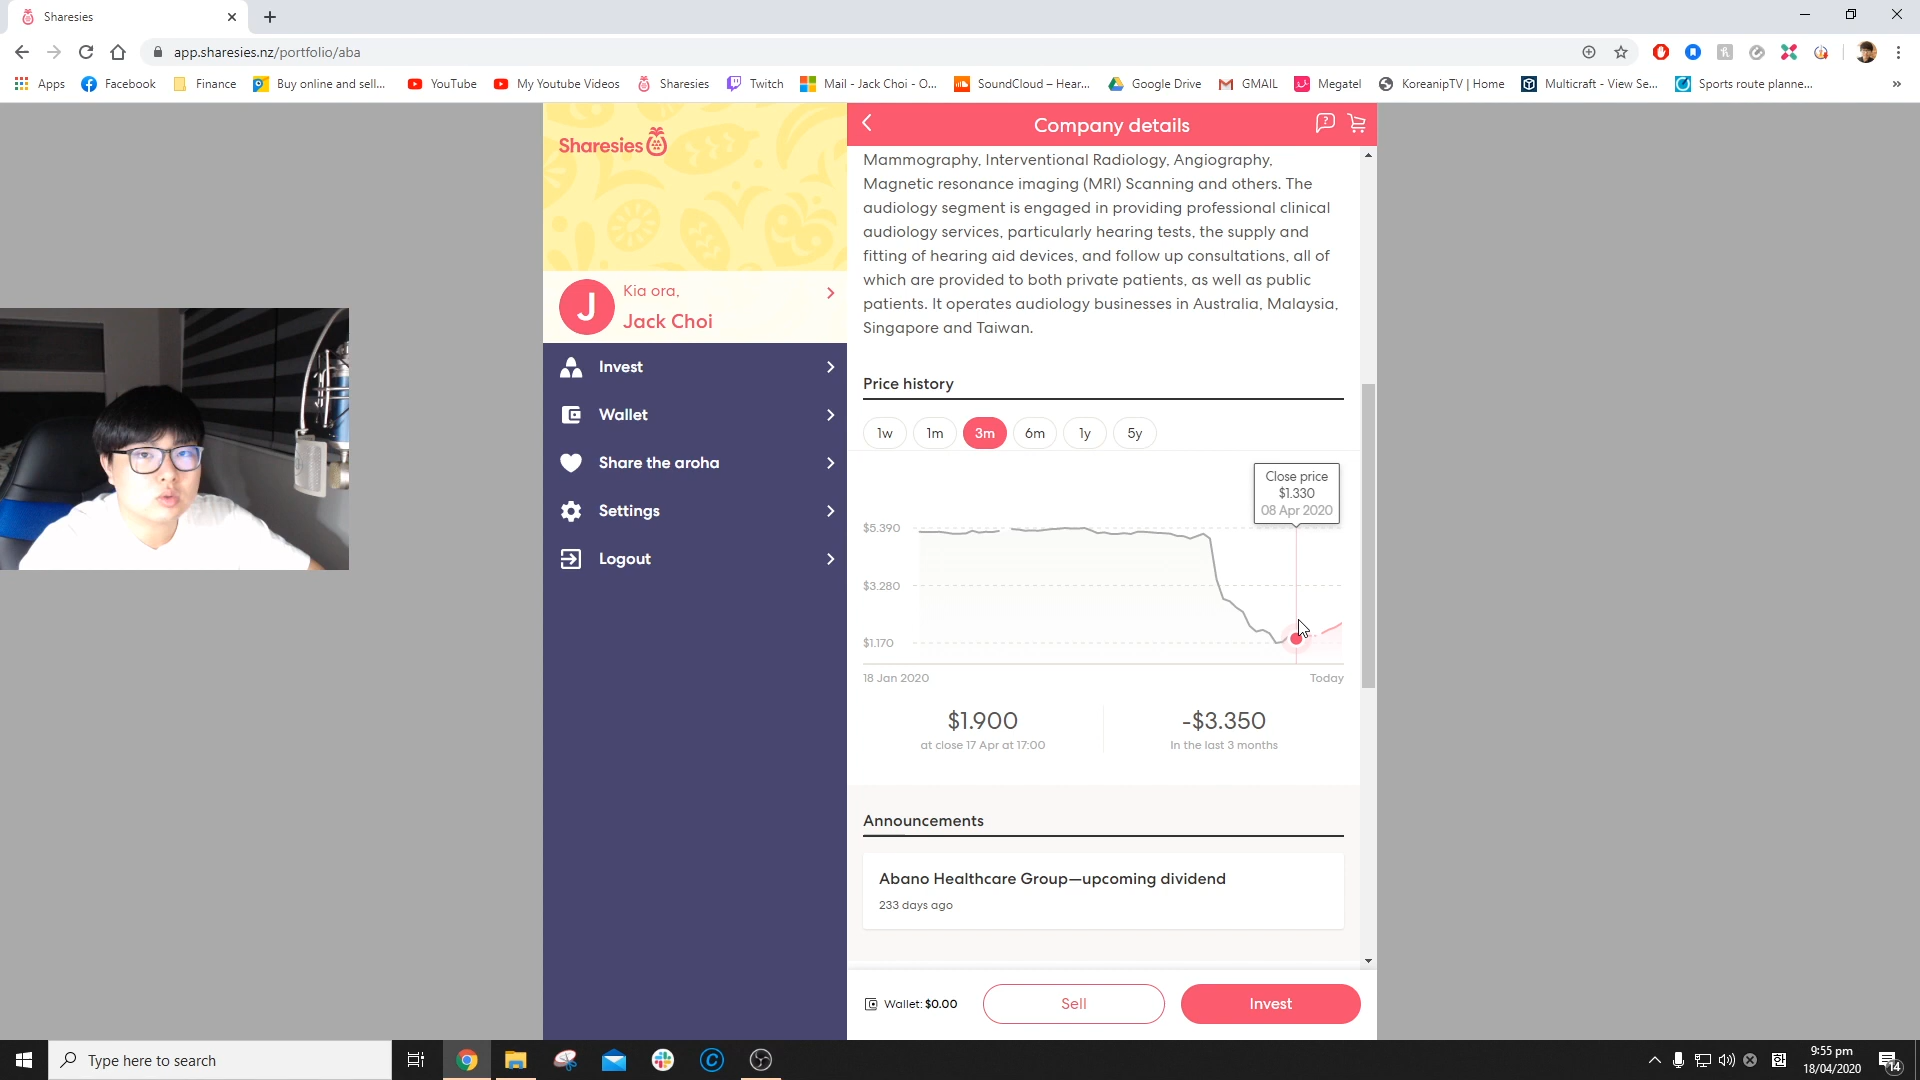 Sharesies
app.sharesies.nz/portfolio/aba
Apps
Facebook
Finance
Buy online and sell...
YouTube
My Youtube Videos
Sharesies
Twitch
Mail - Jack Choi - O...
SoundCloud – Hear...
Google Drive
GMAIL
Megatel
KoreanipTV | Home
Multicraft - View Se...
Sports route planne...
»
Sharesies
J
Kia ora,
Jack Choi
Invest
Wallet
Share the aroha
Settings
Logout
Company details
Mammography, Interventional Radiology, Angiography,
Magnetic resonance imaging (MRI) Scanning and others. The
audiology segment is engaged in providing professional clinical
audiology services, particularly hearing tests, the supply and
fitting of hearing aid devices, and follow up consultations, all of
which are provided to both private patients, as well as public
patients. It operates audiology businesses in Australia, Malaysia,
Singapore and Taiwan.
Price history
1w
1m
3m
6m
1y
5y
Close price
$1.330
08 Apr 2020
$5.390
$3.280
$1.170
18 Jan 2020
Today
$1.900
at close 17 Apr at 17:00
-$3.350
In the last 3 months
Announcements
Abano Healthcare Group—upcoming dividend
233 days ago
Wallet: $0.00
Sell
Invest
Type here to search
9:55 pm
18/04/2020
14